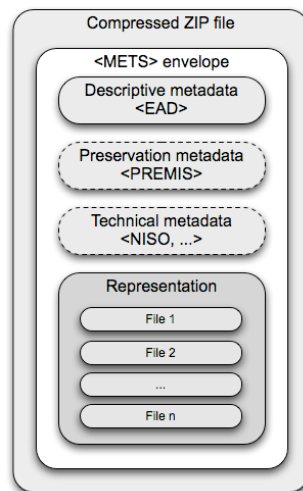 Compressed ZIP file
<METS> envelope
Descriptive metadata
<EAD>
Preservation metadata
<PREMIS>
Technical metadata
<NISO, ...>
Representation
File 1
File 2
...
File n